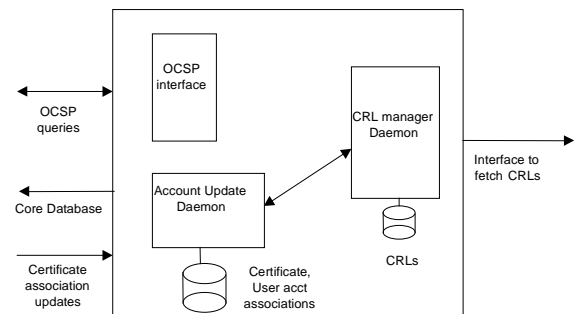 OCSP
interface
CRL manager
Daemon
OCSP
queries
Interface to
fetch CRLs
Account Update
Daemon
Core Database
CRLs
Certificate
association
updates
Certificate,
User acct
associations